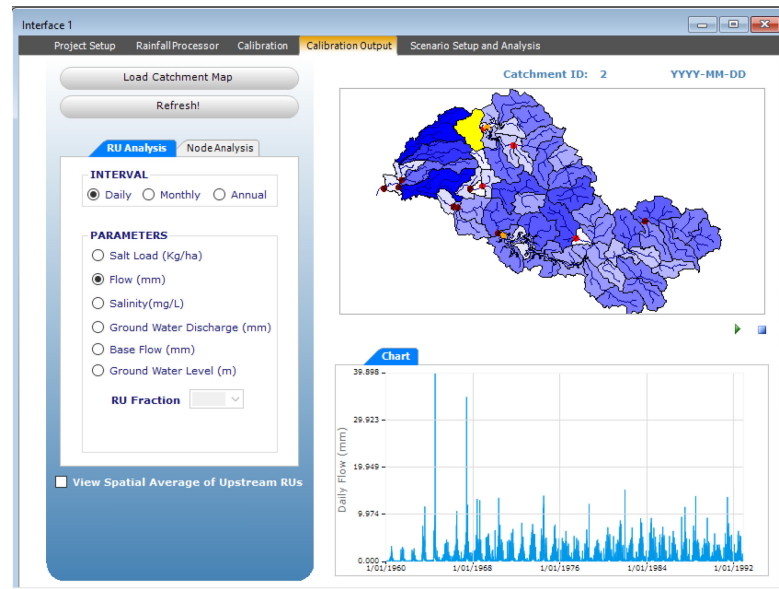 Interface 1
Project Setup RainfallProcessor Calibration Calibration Output Scenario Setup and Analysis
Load Catchment Map
Refresh!
Catchment ID: 2 YYYY-MM-DD
RU Analysis Node Analysis
INTERVAL
Daily Monthly Annual
PARAMETERS
Salt Load (Kg/ha)
Flow (mm)
Salinity(mg/L)
Ground Water Discharge (mm)
Base Flow (mm)
Ground Water Level (m)
RU Fraction
View Spatial Average of Upstream RUs
Chart
Daily Flow (mm)
39.898
29.923
19.949
9.974
0.000
1/01/1960 1/01/1968 1/01/1976 1/01/1984 1/01/1992